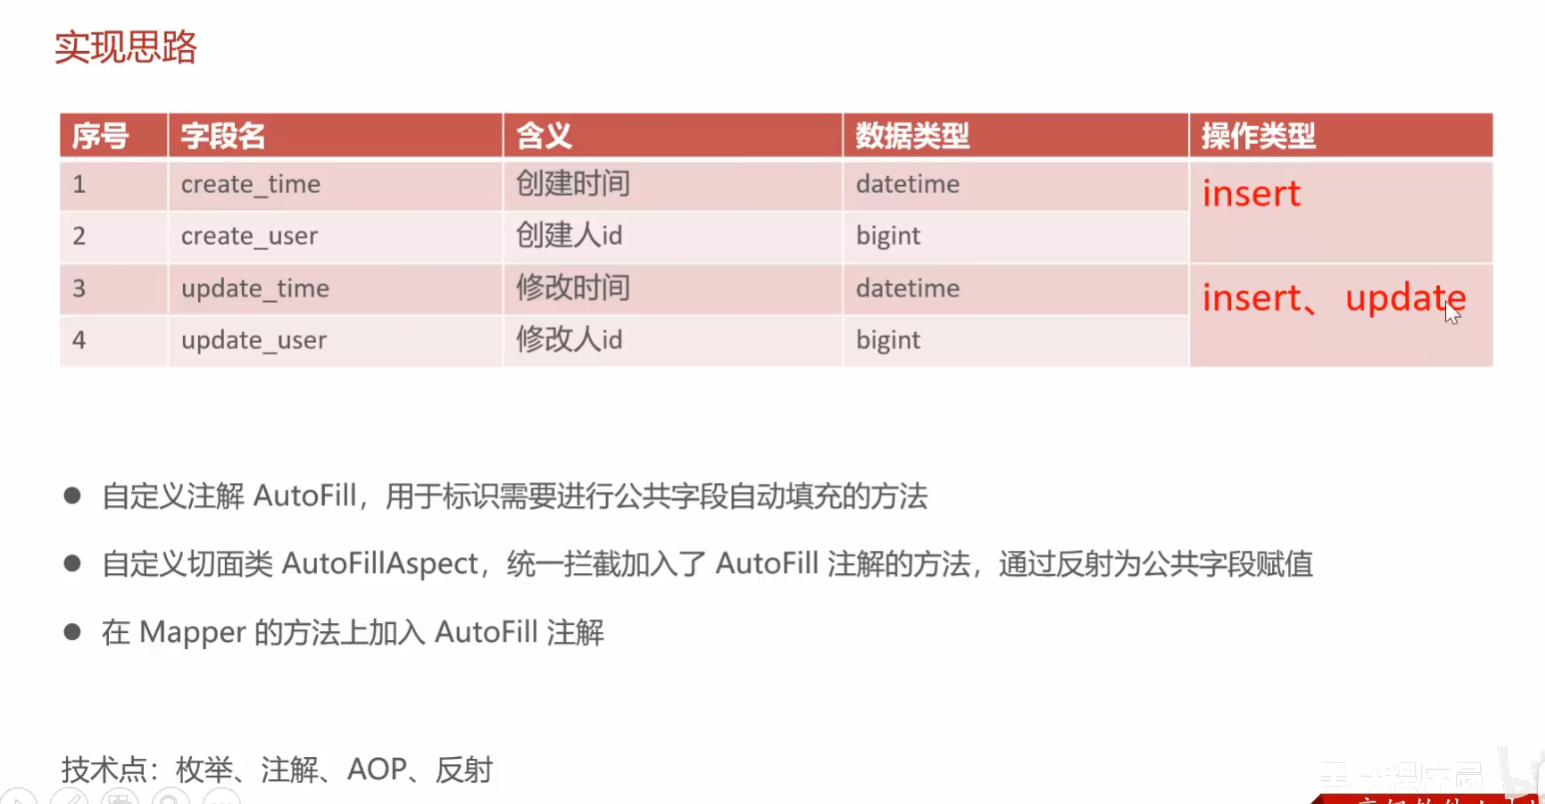 实现思路
序号 字段名 含义 数据类型 操作类型
1 create_time 创建时间 datetime insert
2 create_user 创建人id bigint
3 update_time 修改时间 datetime insert、update
4 update_user 修改人id bigint
● 自定义注解 AutoFill，用于标识需要进行公共字段自动填充的方法
● 自定义切面类 AutoFillAspect，统一拦截加入了 AutoFill 注解的方法，通过反射为公共字段赋值
● 在 Mapper 的方法上加入 AutoFill 注解
技术点：枚举、注解、AOP、反射